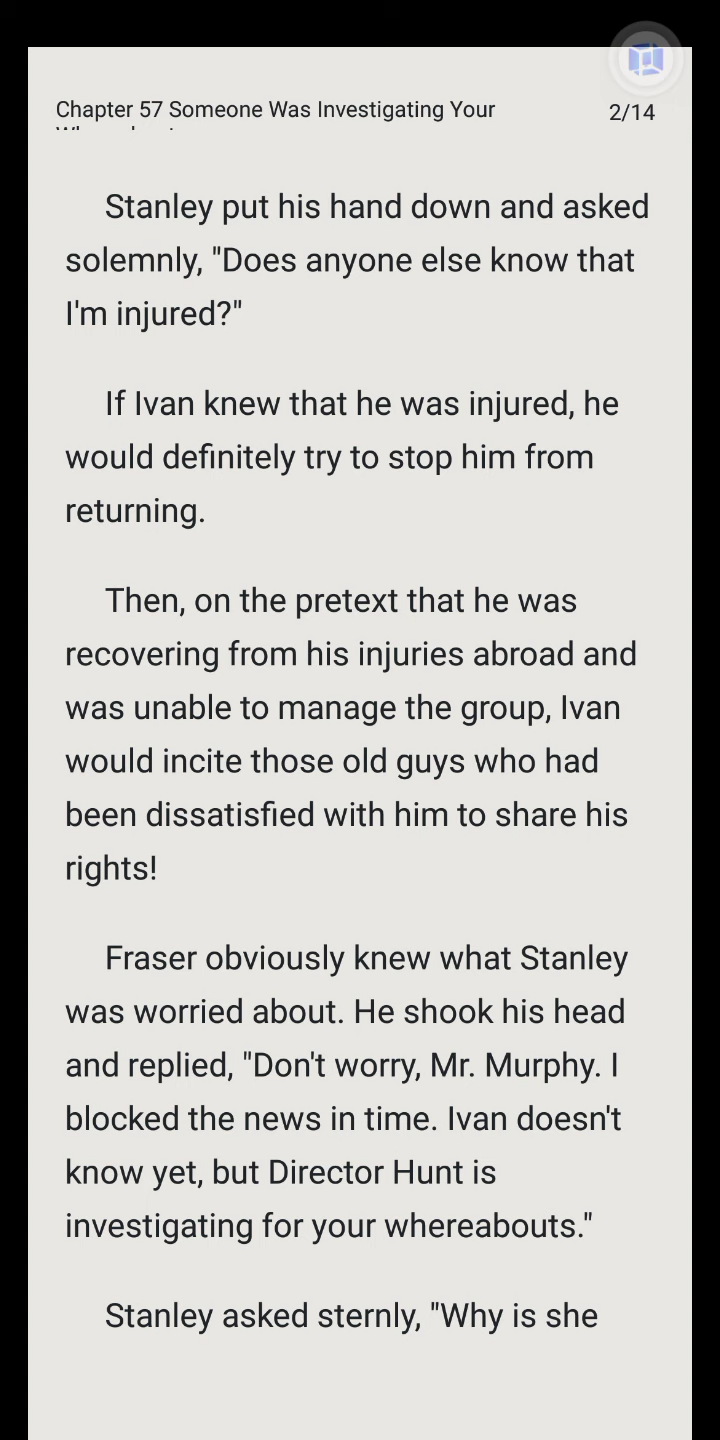 Chapter 57 Someone Was Investigating Your
2/14
Stanley put his hand down and asked
solemnly, "Does anyone else know that
I'm injured?"
If Ivan knew that he was injured, he
would definitely try to stop him from
returning.
Then, on the pretext that he was
recovering from his injuries abroad and
was unable to manage the group, Ivan
would incite those old guys who had
been dissatisfied with him to share his
rights!
Fraser obviously knew what Stanley
was worried about. He shook his head
and replied, "Don't worry, Mr. Murphy. I
blocked the news in time. Ivan doesn't
know yet, but Director Hunt is
investigating for your whereabouts."
Stanley asked sternly, "Why is she